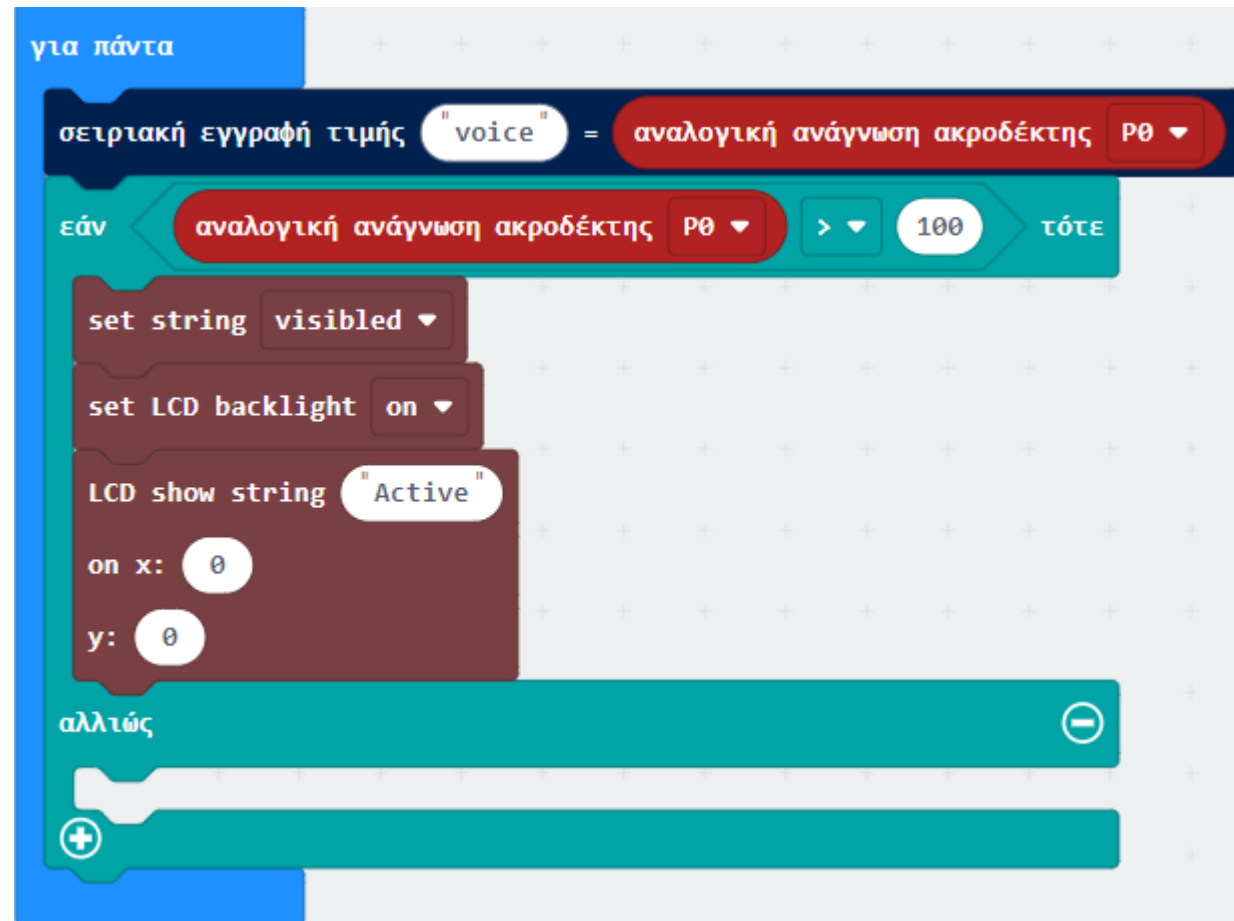 για πάντα
σειριακή εγγραφή τιμής "voice" = αναλογική ανάγνωση ακροδέκτης P0
εάν αναλογική ανάγνωση ακροδέκτης P0 > 100 τότε
set string visibled
set LCD backlight on
LCD show string "Active"
on x: 0
y: 0
αλλιώς